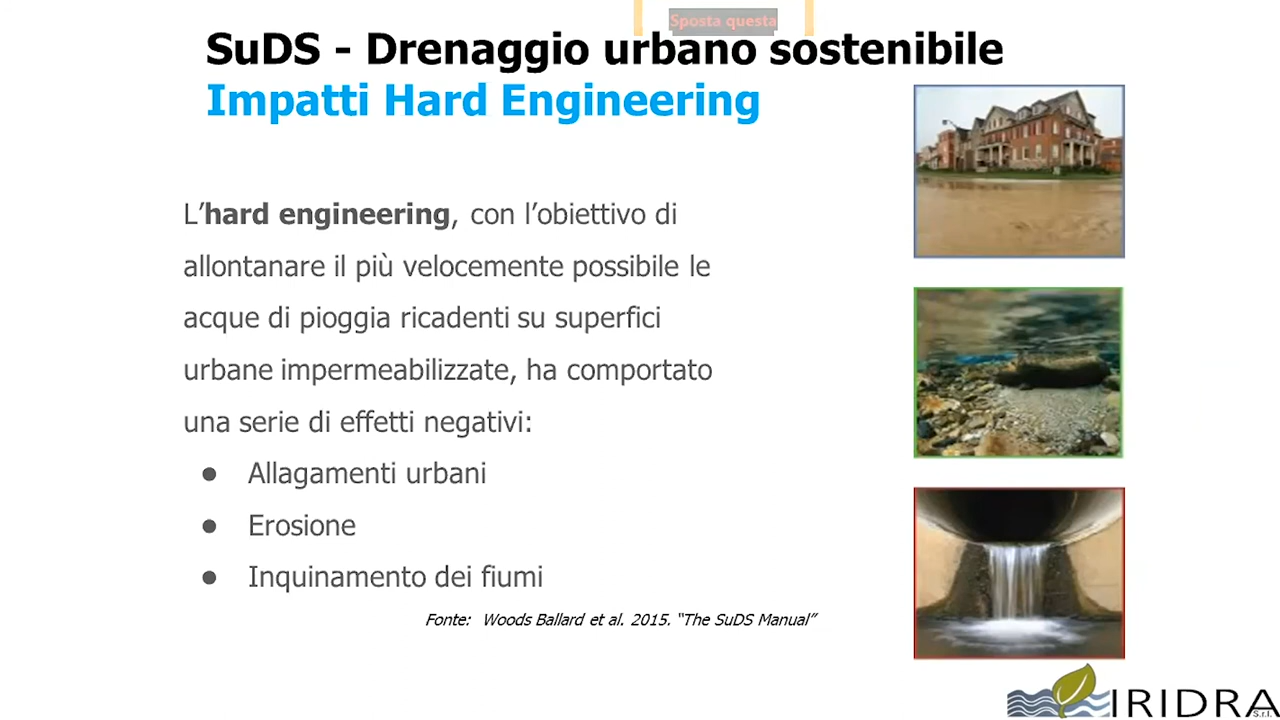 Sposta questa
SuDS - Drenaggio urbano sostenibile
Impatti Hard Engineering
L’hard engineering, con l’obiettivo di
allontanare il più velocemente possibile le
acque di pioggia ricadenti su superfici
urbane impermeabilizzate, ha comportato
una serie di effetti negativi:
● Allagamenti urbani
● Erosione
● Inquinamento dei fiumi
Fonte: Woods Ballard et al. 2015. “The SuDS Manual”
IRIDRA
S.r.l.